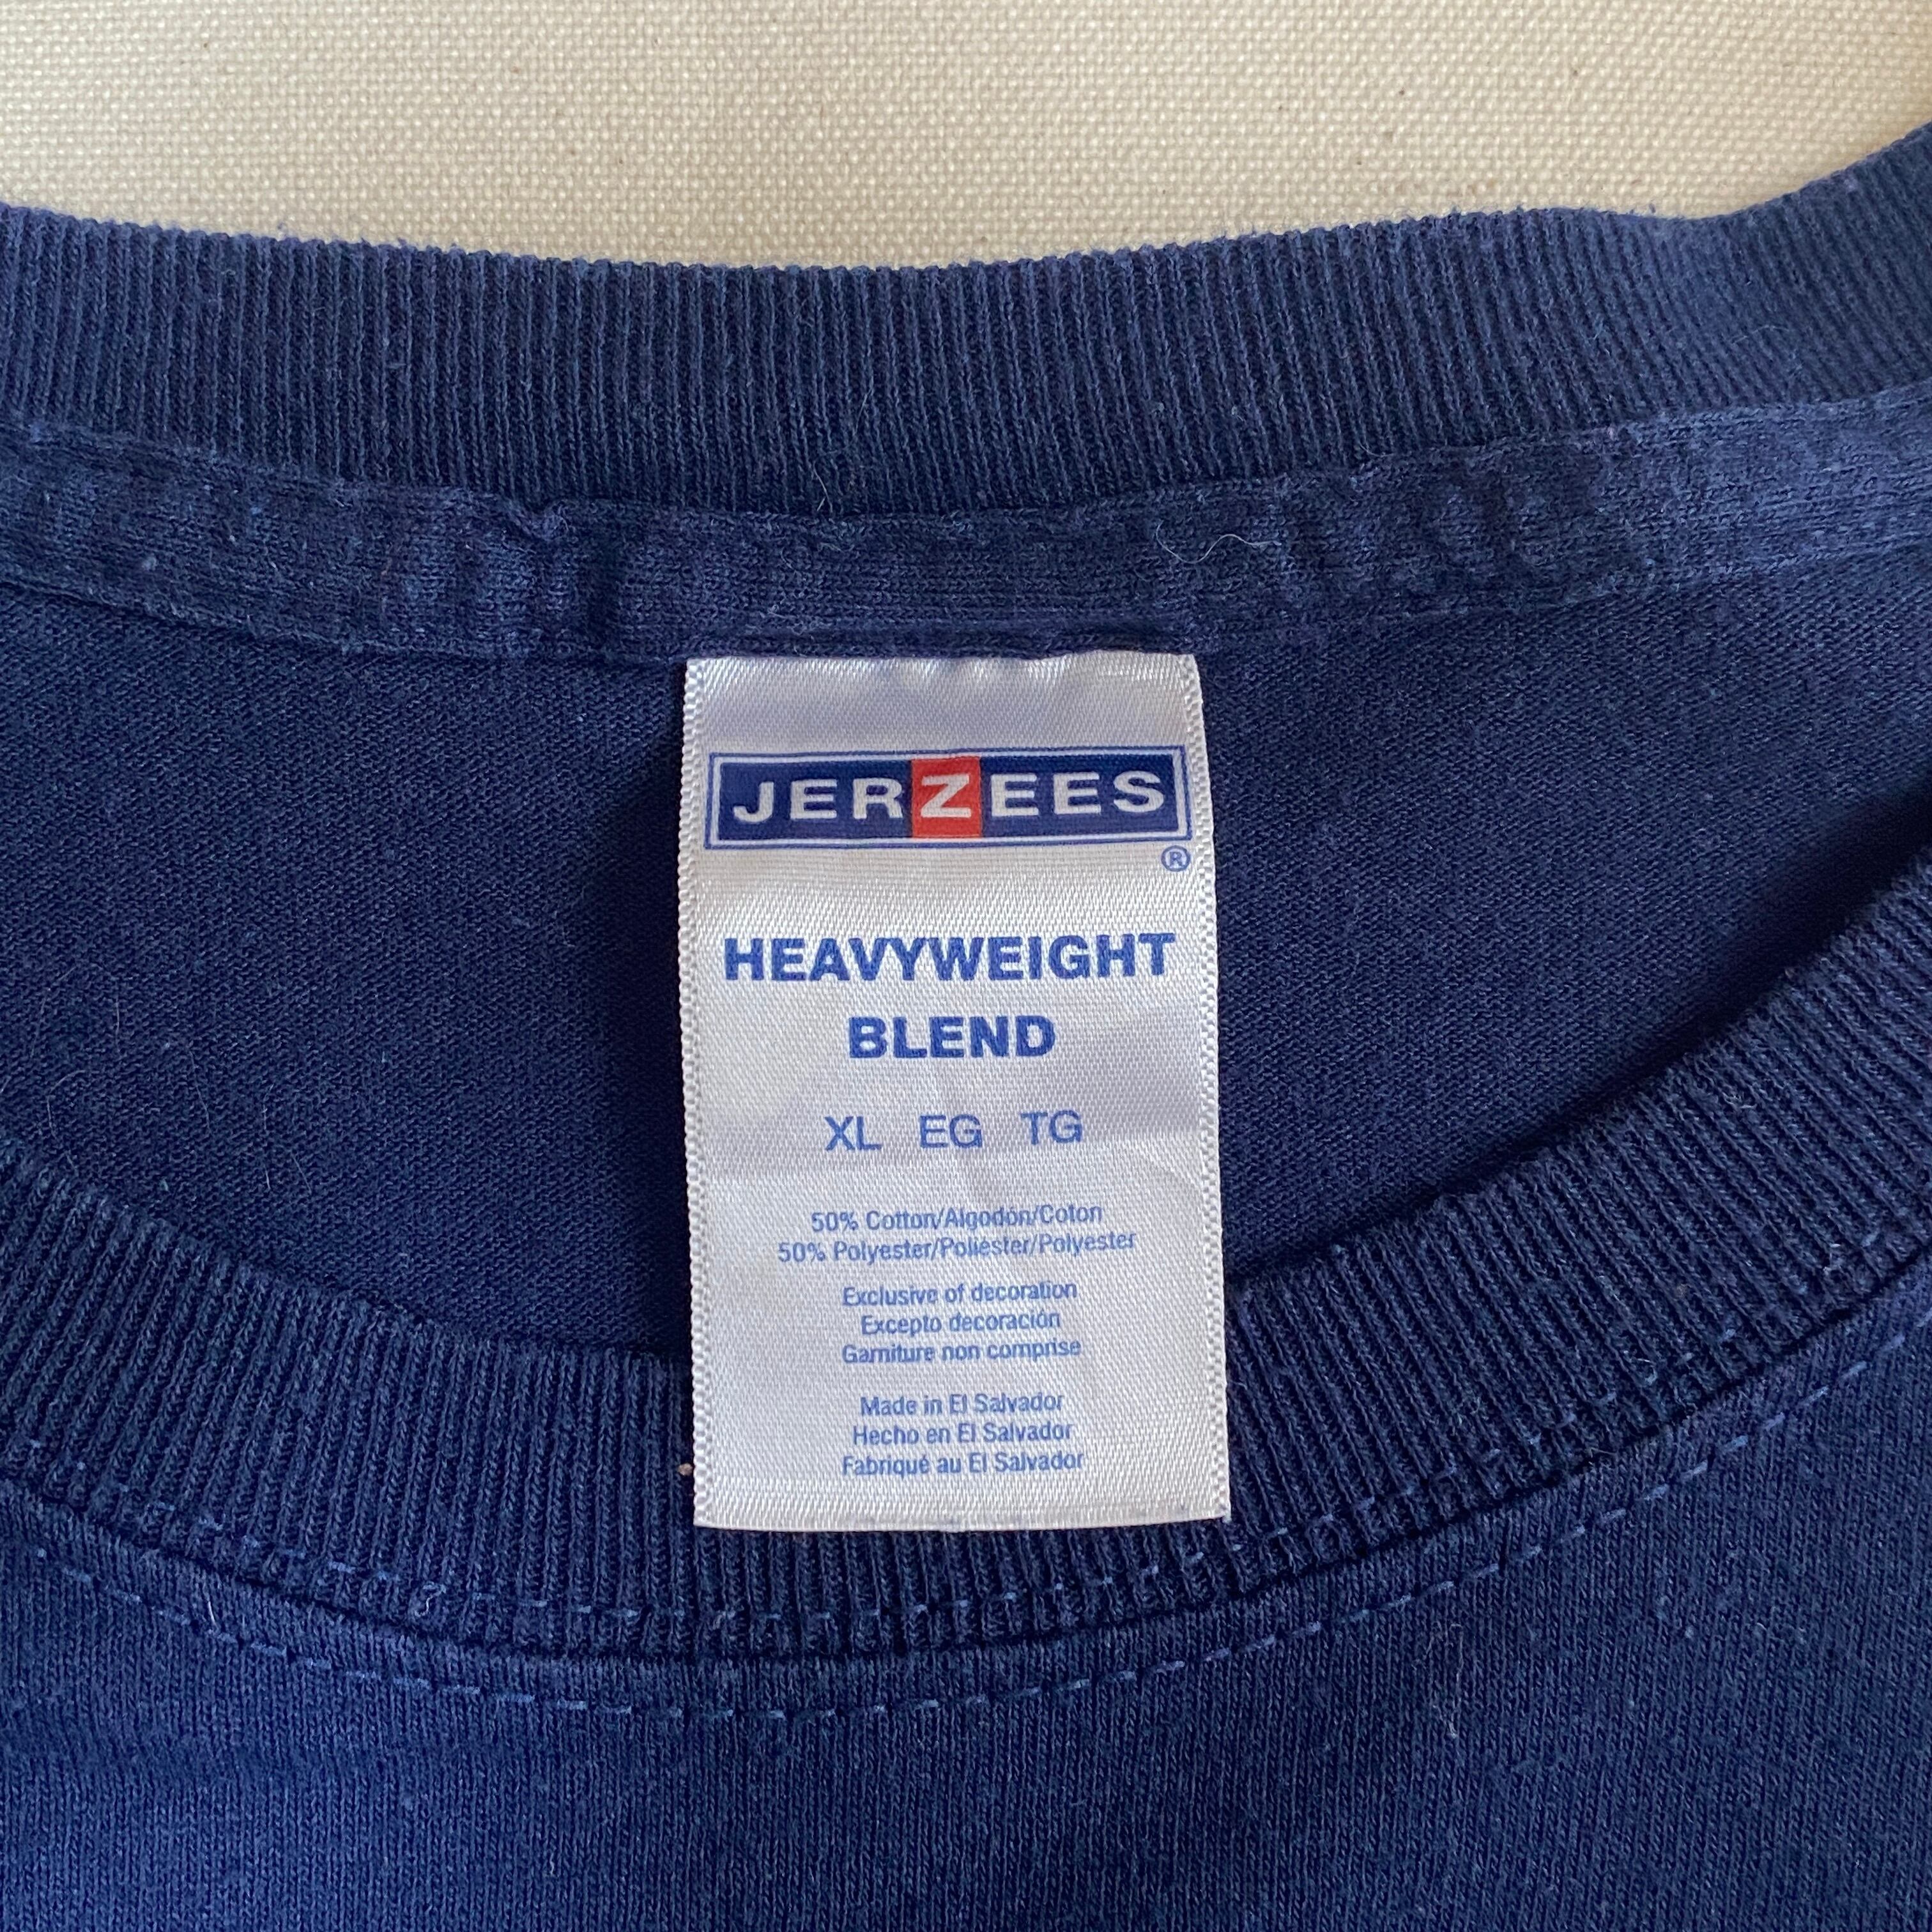 JERZEES
®
HEAVYWEIGHT
BLEND
XL EG TG
50% Cotton/Algodón/Coton
50% Polyester/Poliéster/Polyester
Exclusive of decoration
Excepto decoración
Garniture non comprise
Made in El Salvador
Hecho en El Salvador
Fabriqué au El Salvador